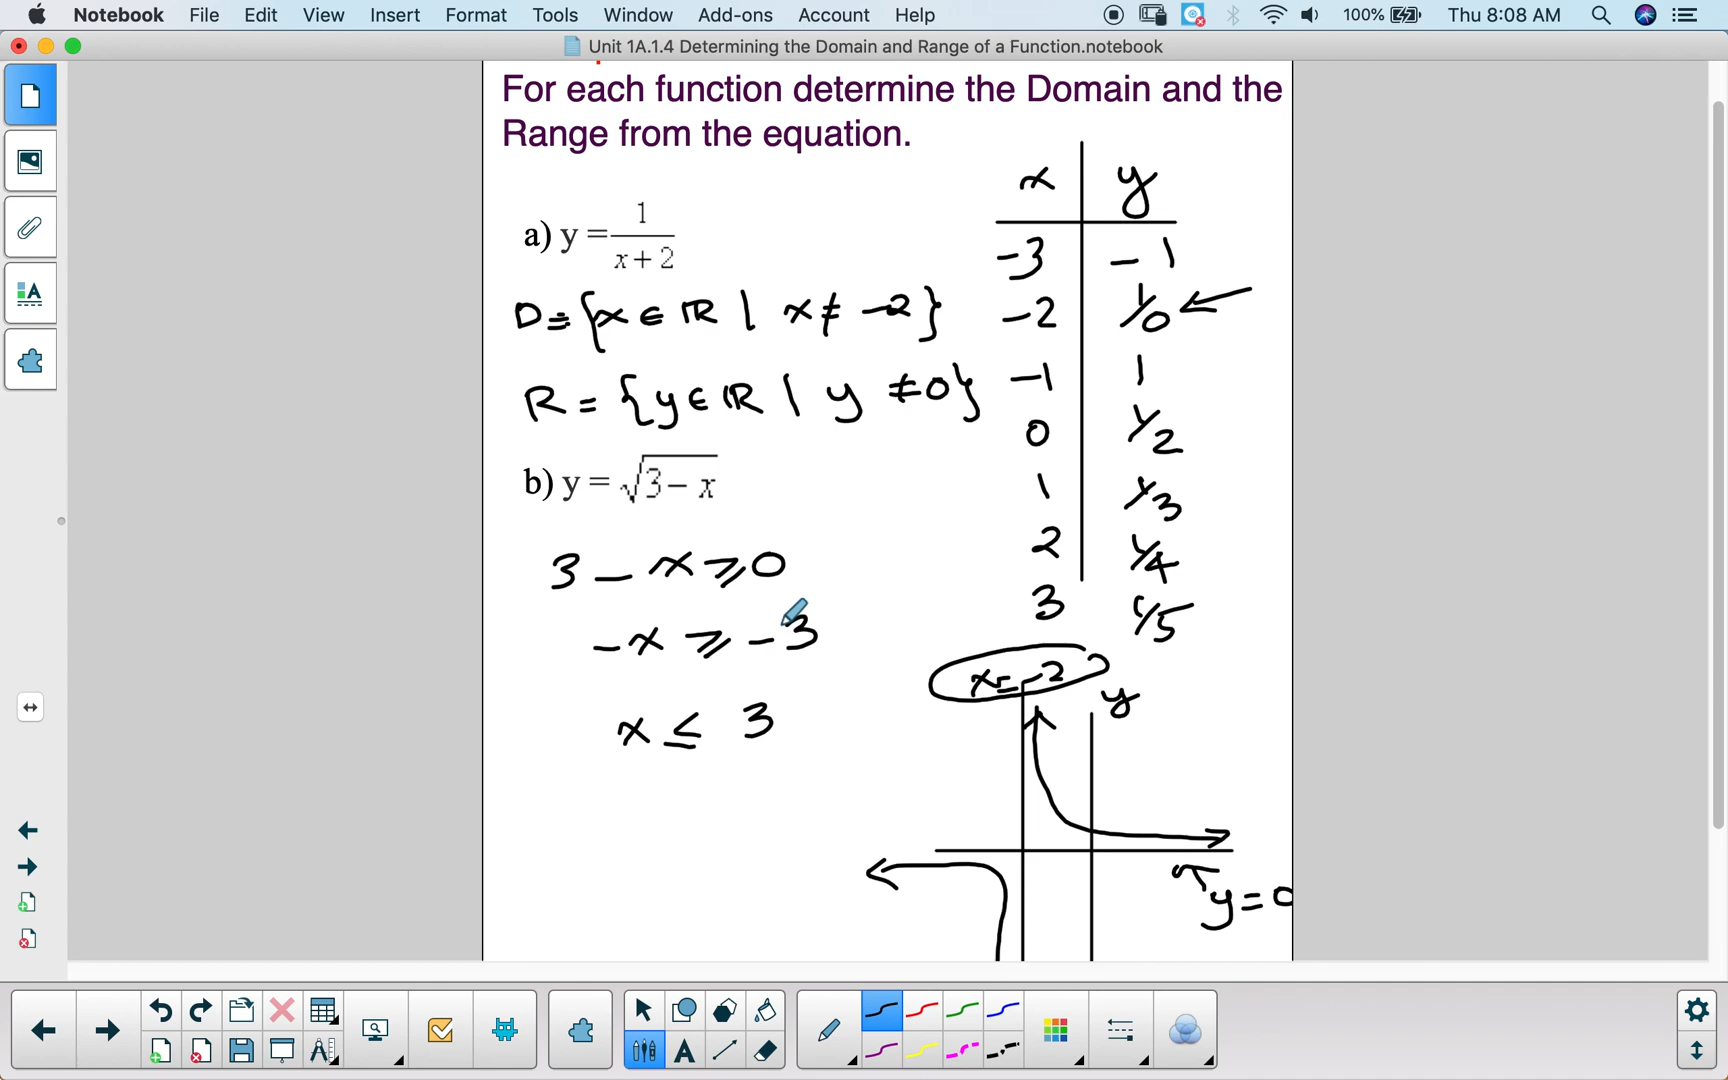 Notebook File Edit View Insert Format Tools Window Add-ons Account Help 100% Thu 8:08 AM
Unit 1A.1.4 Determining the Domain and Range of a Function.notebook
For each function determine the Domain and the
Range from the equation.
a) y = 1/(x + 2)
D = {x ∈ ℝ | x ≠ -2}
R = {y ∈ ℝ | y ≠ 0}
b) y = √(3 - x)
3 - x ⩾ 0
-x ⩾ -3
x ≤ 3
x y
-3 -1
-2 1/0
-1 1
0 1/2
1 1/3
2 1/4
3 1/5
x = -2
y
y = 0